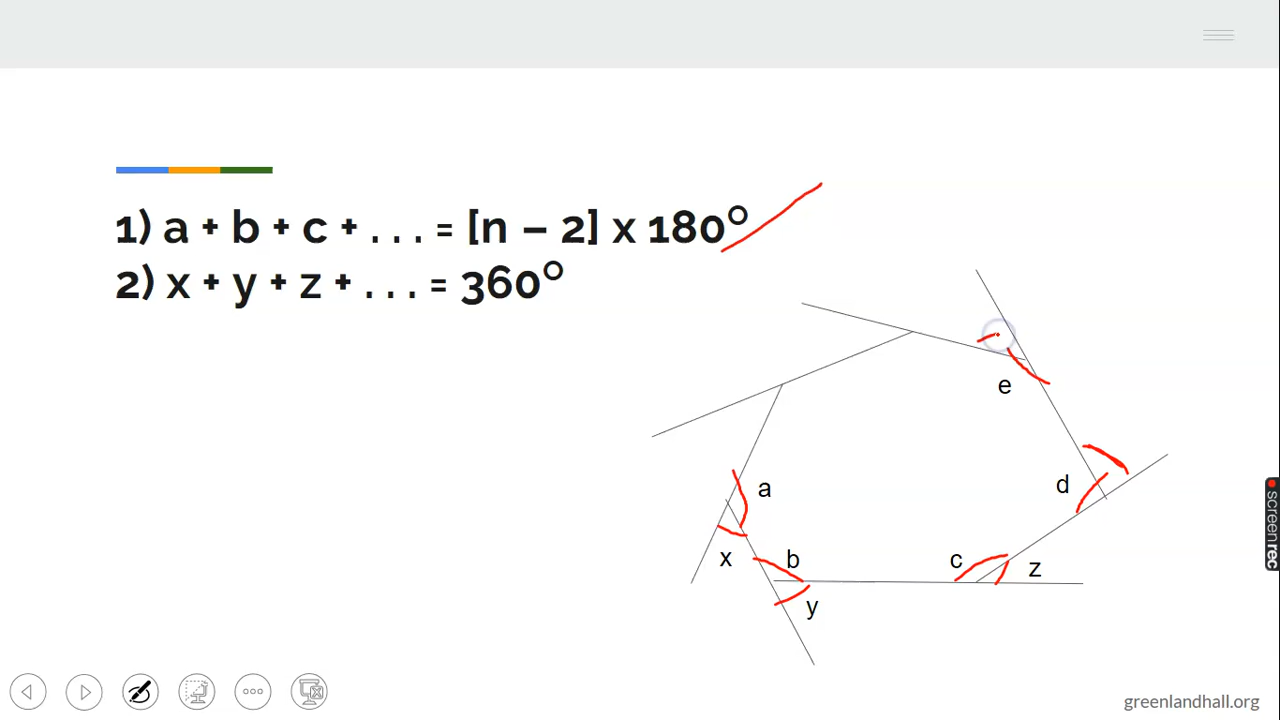 1) a + b + c + . . . = [n – 2] x 180°
2) x + y + z + . . . = 360°
e
a
d
x
b
c
z
y
screenrec
greenlandhall.org